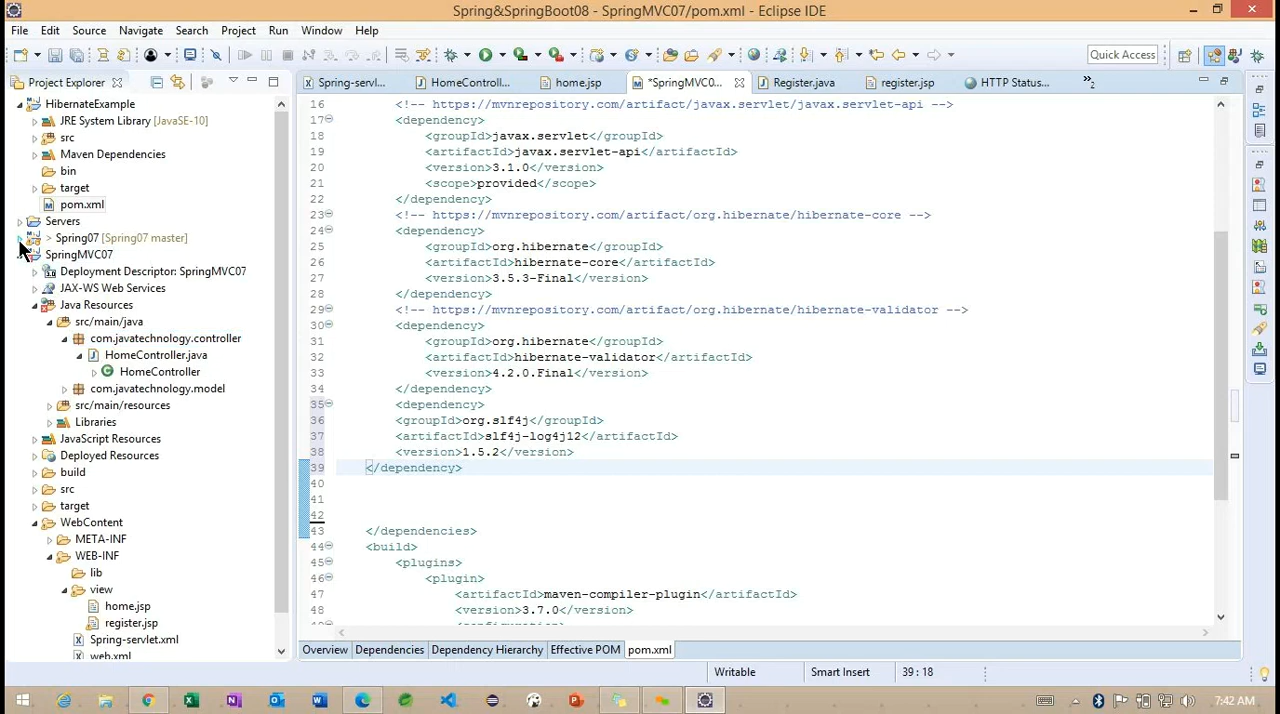 Spring&SpringBoot08 - SpringMVC07/pom.xml - Eclipse IDE
File Edit Source Navigate Search Project Run Window Help
Quick Access
Project Explorer
Spring-servl... HomeControll... home.jsp *SpringMVC0... Register.java register.jsp HTTP Status... »2
HibernateExample
JRE System Library [JavaSE-10]
src
Maven Dependencies
bin
target
pom.xml
Servers
> Spring07 [Spring07 master]
SpringMVC07
Deployment Descriptor: SpringMVC07
JAX-WS Web Services
Java Resources
src/main/java
com.javatechnology.controller
HomeController.java
HomeController
com.javatechnology.model
src/main/resources
Libraries
JavaScript Resources
Deployed Resources
build
src
target
WebContent
META-INF
WEB-INF
lib
view
home.jsp
register.jsp
Spring-servlet.xml
web.xml
16 <!-- https://mvnrepository.com/artifact/javax.servlet/javax.servlet-api -->
17 <dependency>
18 <groupId>javax.servlet</groupId>
19 <artifactId>javax.servlet-api</artifactId>
20 <version>3.1.0</version>
21 <scope>provided</scope>
22 </dependency>
23 <!-- https://mvnrepository.com/artifact/org.hibernate/hibernate-core -->
24 <dependency>
25 <groupId>org.hibernate</groupId>
26 <artifactId>hibernate-core</artifactId>
27 <version>3.5.3-Final</version>
28 </dependency>
29 <!-- https://mvnrepository.com/artifact/org.hibernate/hibernate-validator -->
30 <dependency>
31 <groupId>org.hibernate</groupId>
32 <artifactId>hibernate-validator</artifactId>
33 <version>4.2.0.Final</version>
34 </dependency>
35 <dependency>
36 <groupId>org.slf4j</groupId>
37 <artifactId>slf4j-log4j12</artifactId>
38 <version>1.5.2</version>
39 </dependency>
40
41
42
43 </dependencies>
44 <build>
45 <plugins>
46 <plugin>
47 <artifactId>maven-compiler-plugin</artifactId>
48 <version>3.7.0</version>
Overview Dependencies Dependency Hierarchy Effective POM pom.xml
Writable Smart Insert 39 : 18
7:42 AM